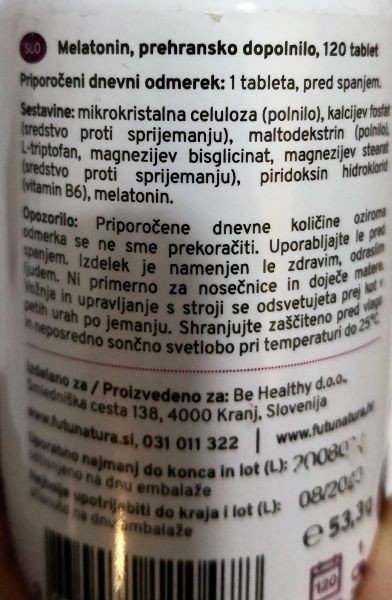 SLO Melatonin, prehransko dopolnilo, 120 tablet
Priporočeni dnevni odmerek: 1 tableta, pred spanjem.
Sestavine: mikrokristalna celuloza (polnilo), kalcijev fosfat
(sredstvo proti sprijemanju), maltodekstrin (polnilo),
L-triptofan, magnezijev bisglicinat, magnezijev stearat
(sredstvo proti sprijemanju), piridoksin hidroklorid
(vitamin B6), melatonin.
Opozorilo: Priporočene dnevne količine oziroma
odmerka se ne sme prekoračiti. Uporabljajte le pred
spanjem. Izdelek je namenjen le zdravim, odraslim
ljudem. Ni primerno za nosečnice in doječe matere.
Vožnja in upravljanje s stroji se odsvetujeta prej kot v
petih urah po jemanju. Shranjujte zaščiteno pred vlago
in neposredno sončno svetlobo pri temperaturi do 25°C.
Izdelano za / Proizvedeno za: Be Healthy d.o.o.,
Smledniška cesta 138, 4000 Kranj, Slovenija
www.futunatura.si, 031 011 322 | www.futunatura.hr
Uporabno najmanj do konca in lot (L):
Odtisnjeno na dnu embalaže
Najbolje upotrijebiti do kraja i lot (L): 08/2023
otisnuto na dnu ambalaže
e 53,3g
120